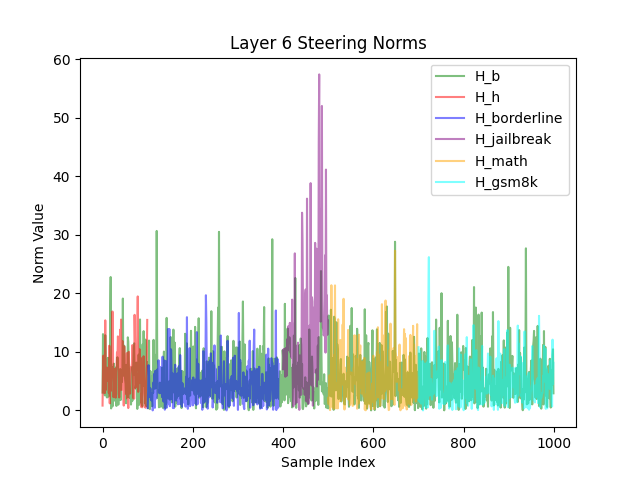 Layer 6 Steering Norms
60
50
40
30
20
10
0
Norm Value
H_b
H_h
H_borderline
H_jailbreak
H_math
H_gsm8k
0 200 400 600 800 1000
Sample Index